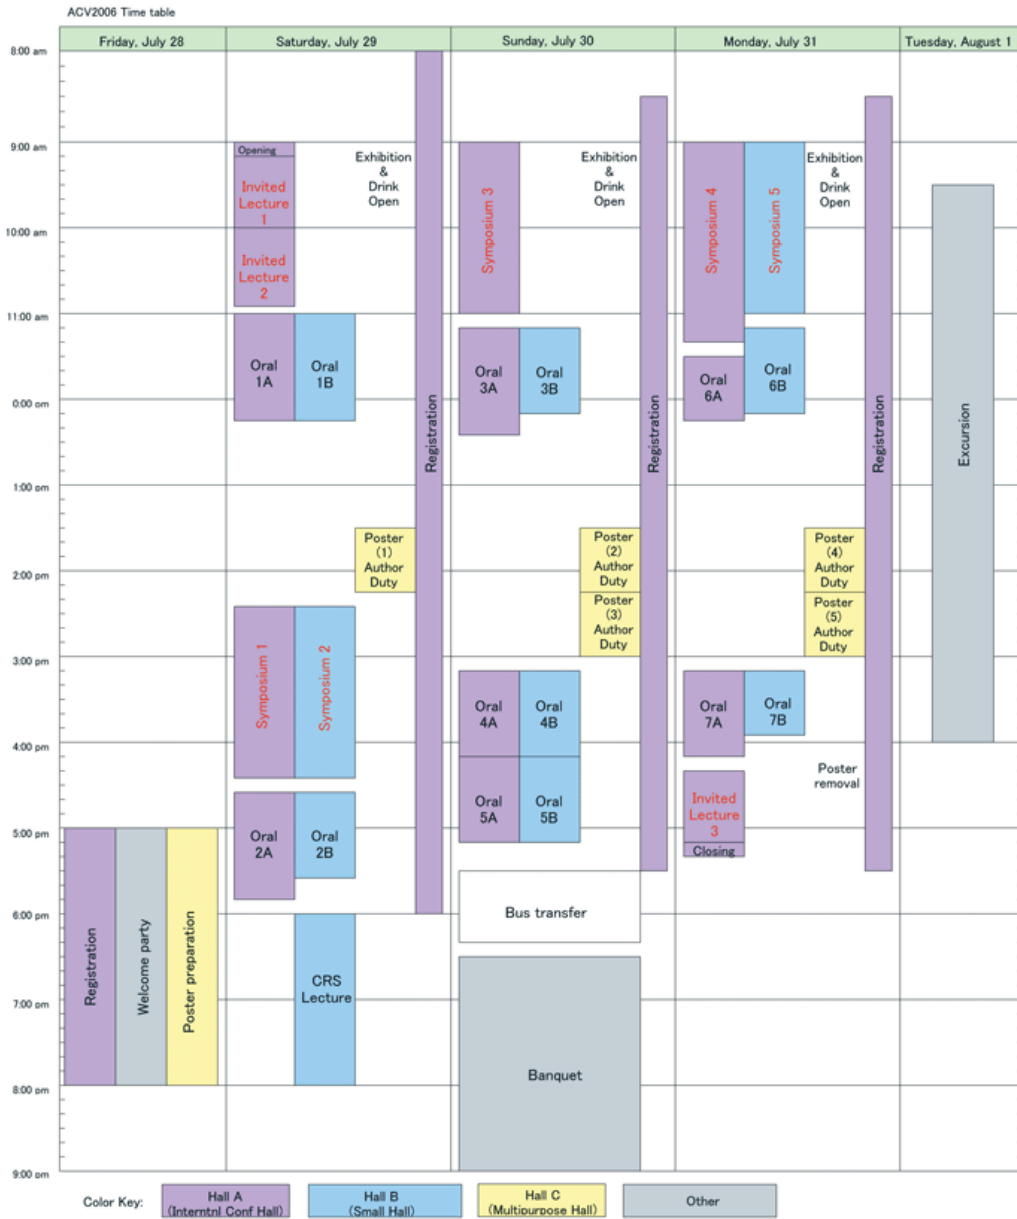 ACV2006 Time table
Friday, July 28
Saturday, July 29
Sunday, July 30
Monday, July 31
Tuesday, August 1
8:00 am
9:00 am
10:00 am
11:00 am
0:00 pm
1:00 pm
2:00 pm
3:00 pm
4:00 pm
5:00 pm
6:00 pm
7:00 pm
8:00 pm
9:00 pm
Registration
Welcome party
Poster preparation
Opening
Invited
Lecture
1
Invited
Lecture
2
Oral
1A
Oral
1B
Symposium 1
Symposium 2
Oral
2A
Oral
2B
CRS
Lecture
Exhibition
&
Drink
Open
Poster
(1)
Author
Duty
Registration
Symposium 3
Oral
3A
Oral
3B
Oral
4A
Oral
4B
Oral
5A
Oral
5B
Bus transfer
Banquet
Exhibition
&
Drink
Open
Poster
(2)
Author
Duty
Poster
(3)
Author
Duty
Registration
Symposium 4
Symposium 5
Oral
6A
Oral
6B
Oral
7A
Oral
7B
Invited
Lecture
3
Closing
Exhibition
&
Drink
Open
Poster
(4)
Author
Duty
Poster
(5)
Author
Duty
Poster
removal
Registration
Excursion
Color Key:
Hall A
(Interntnl Conf Hall)
Hall B
(Small Hall)
Hall C
(Multipurpose Hall)
Other